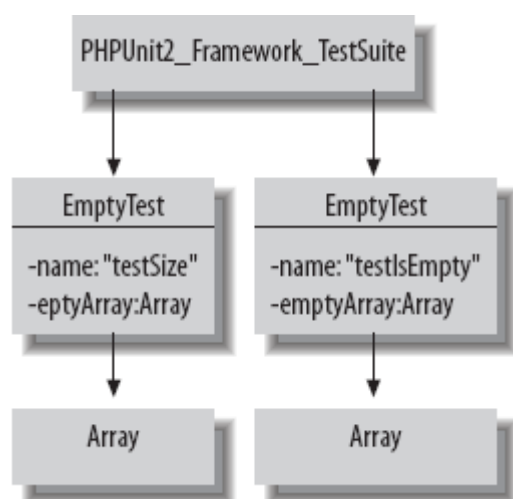 PHPUnit2_Framework_TestSuite
EmptyTest
-name: "testSize"
-eptyArray:Array
EmptyTest
-name: "testIsEmpty"
-emptyArray:Array
Array
Array